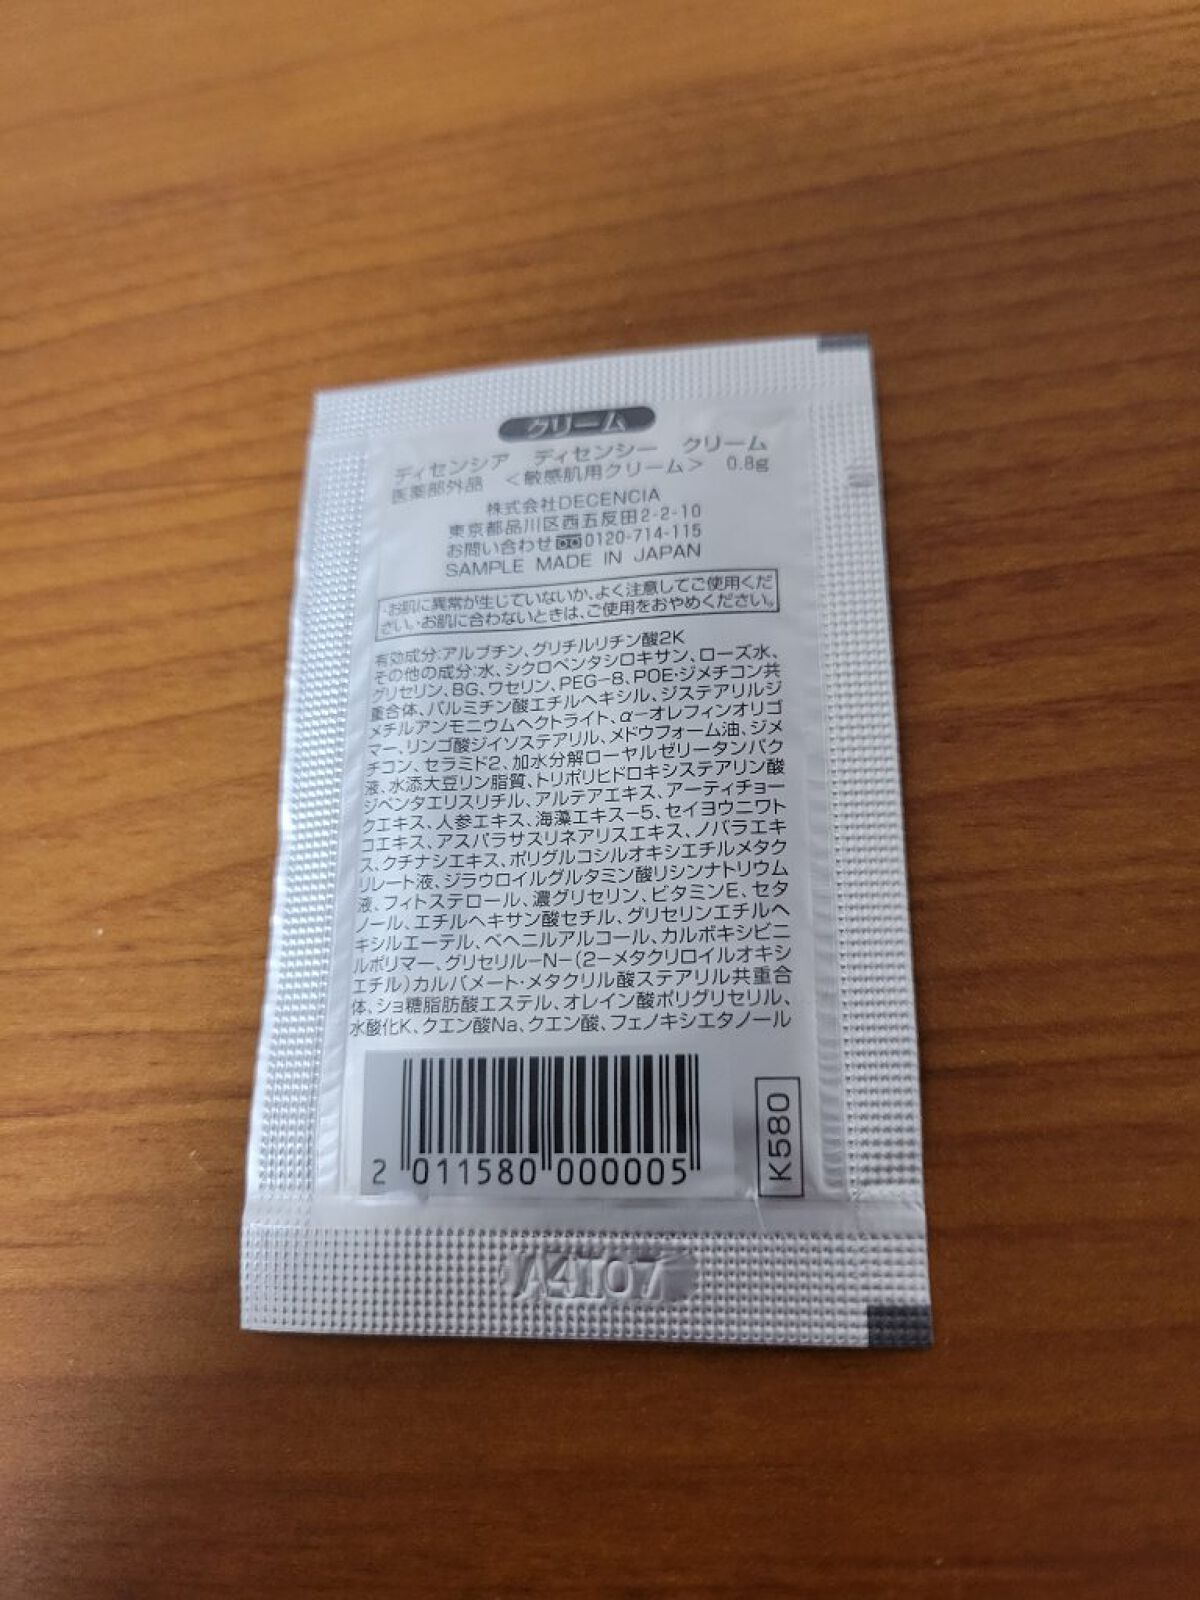 クリーム
ディセンシア ディセンシー クリーム
医薬部外品 <敏感肌用クリーム> 0.8g
株式会社DECENCIA
東京都品川区西五反田2-2-10
お問い合わせ 0120-714-115
SAMPLE MADE IN JAPAN
・お肌に異常が生じていないか、よく注意してご使用くだ
さい。・お肌に合わないときは、ご使用をおやめください。
有効成分:アルブチン、グリチルリチン酸2K
その他の成分:水、シクロペンタシロキサン、ローズ水、
グリセリン、BG、ワセリン、PEG-8、POE・ジメチコン共
重合体、パルミチン酸エチルヘキシル、ジステアリルジ
メチルアンモニウムヘクトライト、α-オレフィンオリゴ
マー、リンゴ酸ジイソステアリル、メドウフォーム油、ジメ
チコン、セラミド2、加水分解ローヤルゼリータンパク
液、水添大豆リン脂質、トリポリヒドロキシステアリン酸
ジペンタエリスリチル、アルテアエキス、アーティチョー
クエキス、人参エキス、海藻エキス-5、セイヨウニワト
コエキス、アスパラサスリネアリスエキス、ノバラエキ
ス、クチナシエキス、ポリグルコシルオキシエチルメタク
リレート液、ジラウロイルグルタミン酸リシンナトリウム
液、フィトステロール、濃グリセリン、ビタミンE、セタ
ノール、エチルヘキサン酸セチル、グリセリンエチルヘ
キシルエーテル、ベヘニルアルコール、カルボキシビニ
ルポリマー、グリセリル-N-(2-メタクリロイルオキシ
エチル)カルバメート・メタクリル酸ステアリル共重合
体、ショ糖脂肪酸エステル、オレイン酸ポリグリセリル、
水酸化K、クエン酸Na、クエン酸、フェノキシエタノール
2 011580 000005
K580